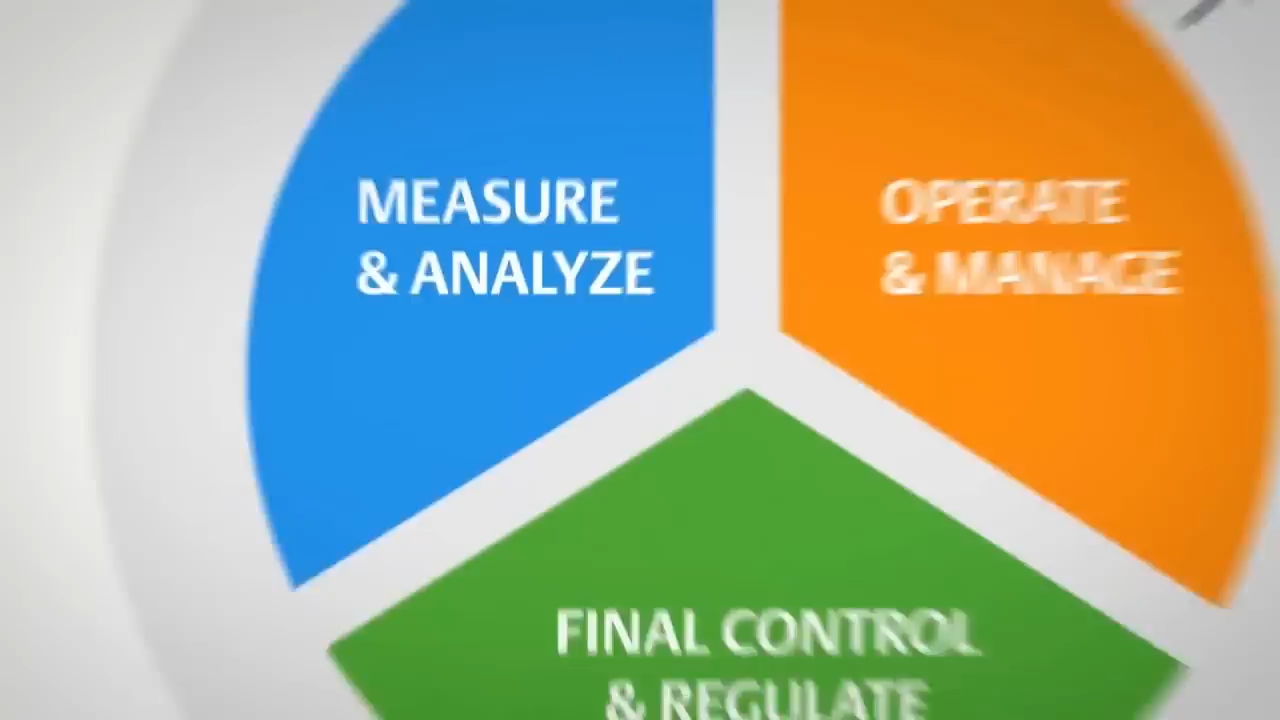 MEASURE
& ANALYZE
OPERATE
& MANAGE
FINAL CONTROL
& REGULATE